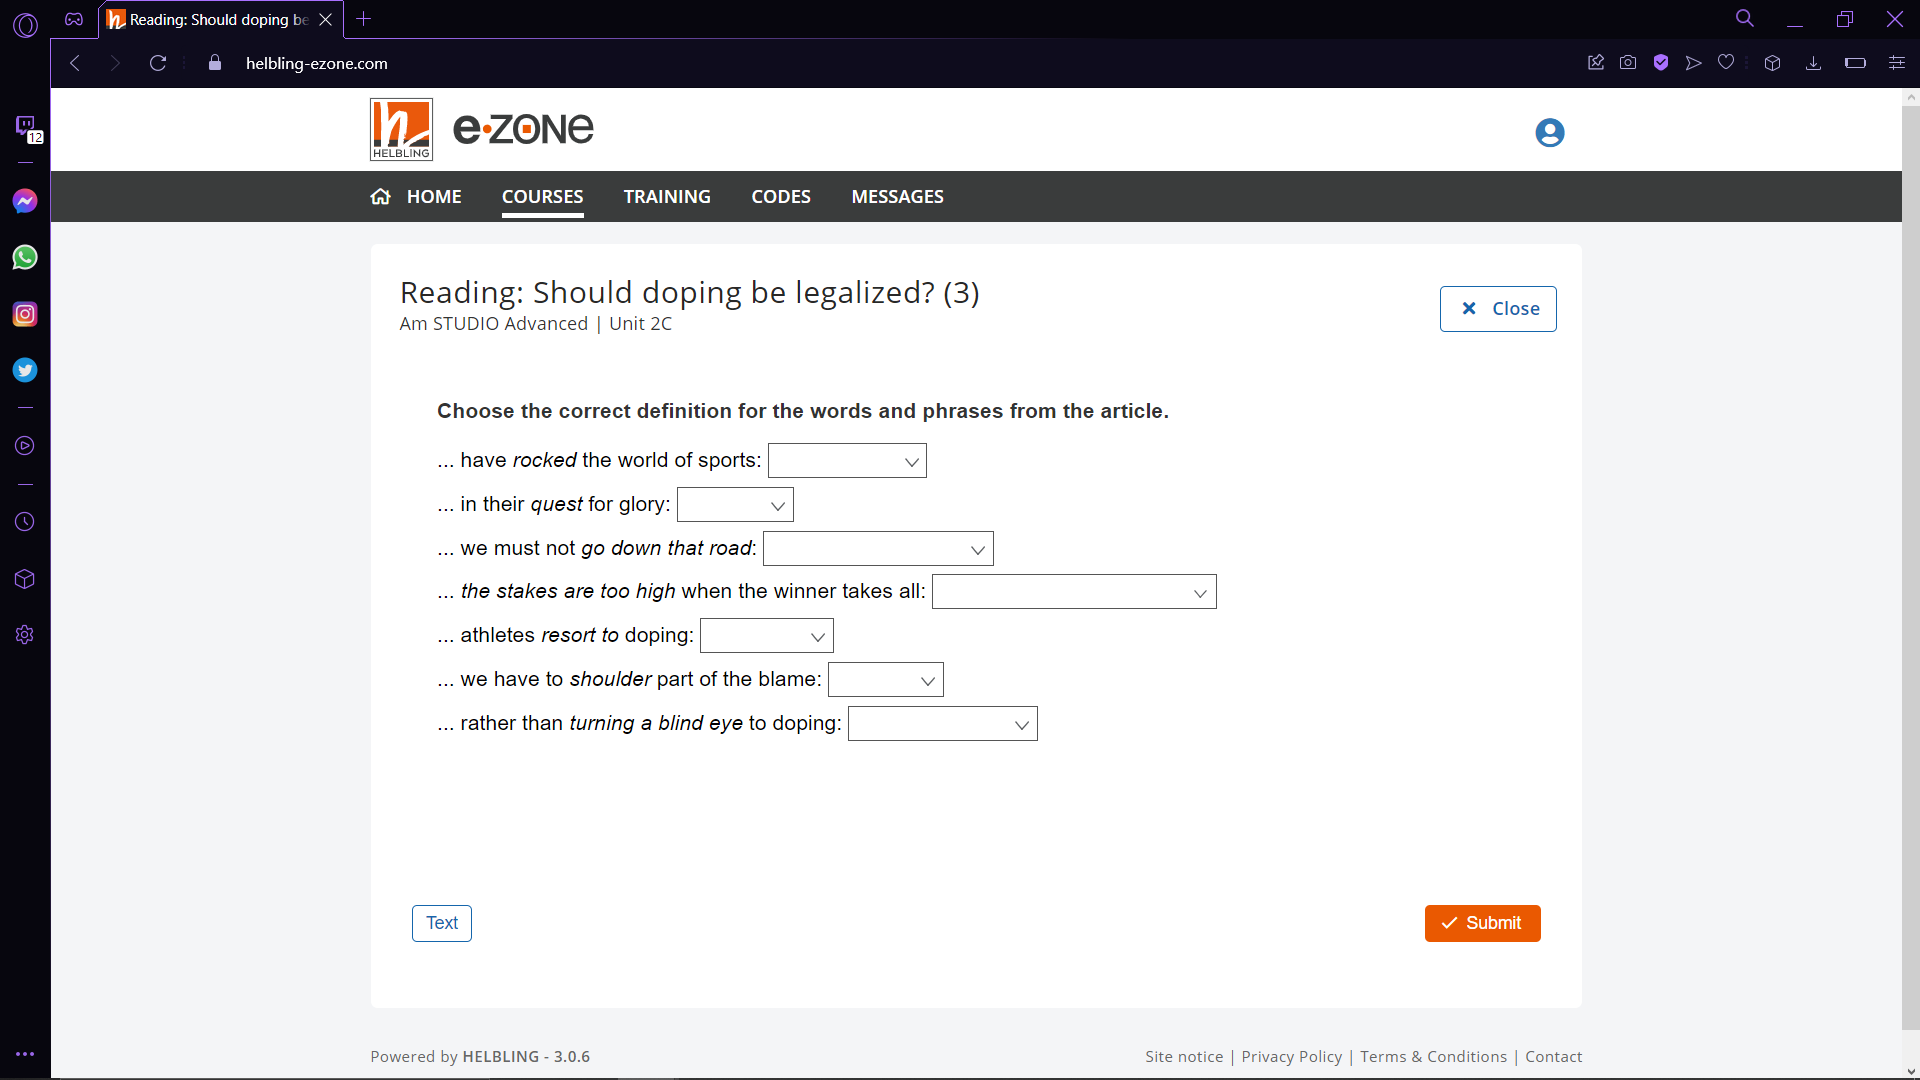 Reading: Should doping be
helbling-ezone.com
12
HELBLING
e·zone
HOME COURSES TRAINING CODES MESSAGES
Reading: Should doping be legalized? (3)
Am STUDIO Advanced | Unit 2C
Close
Choose the correct definition for the words and phrases from the article.
... have rocked the world of sports:
... in their quest for glory:
... we must not go down that road:
... the stakes are too high when the winner takes all:
... athletes resort to doping:
... we have to shoulder part of the blame:
... rather than turning a blind eye to doping:
Text
Submit
Powered by HELBLING - 3.0.6
Site notice | Privacy Policy | Terms & Conditions | Contact